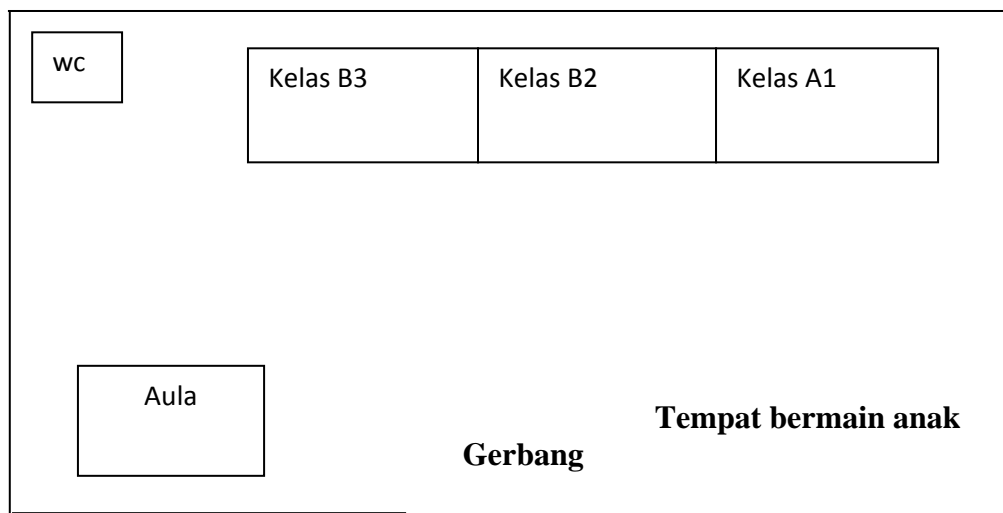 wc
Kelas B3
Kelas B2
Kelas A1
Aula
Tempat bermain anak
Gerbang